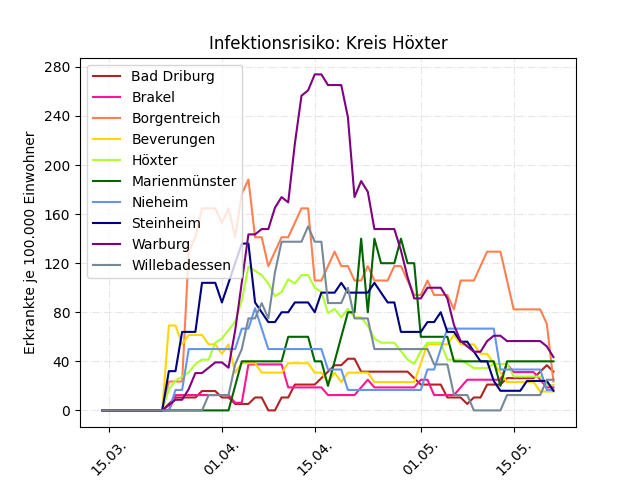 Infektionsrisiko: Kreis Höxter
Erkrankte je 100.000 Einwohner
280
240
200
160
120
80
40
0
Bad Driburg
Brakel
Borgentreich
Beverungen
Höxter
Marienmünster
Nieheim
Steinheim
Warburg
Willebadessen
15.03.
01.04.
15.04.
01.05.
15.05.